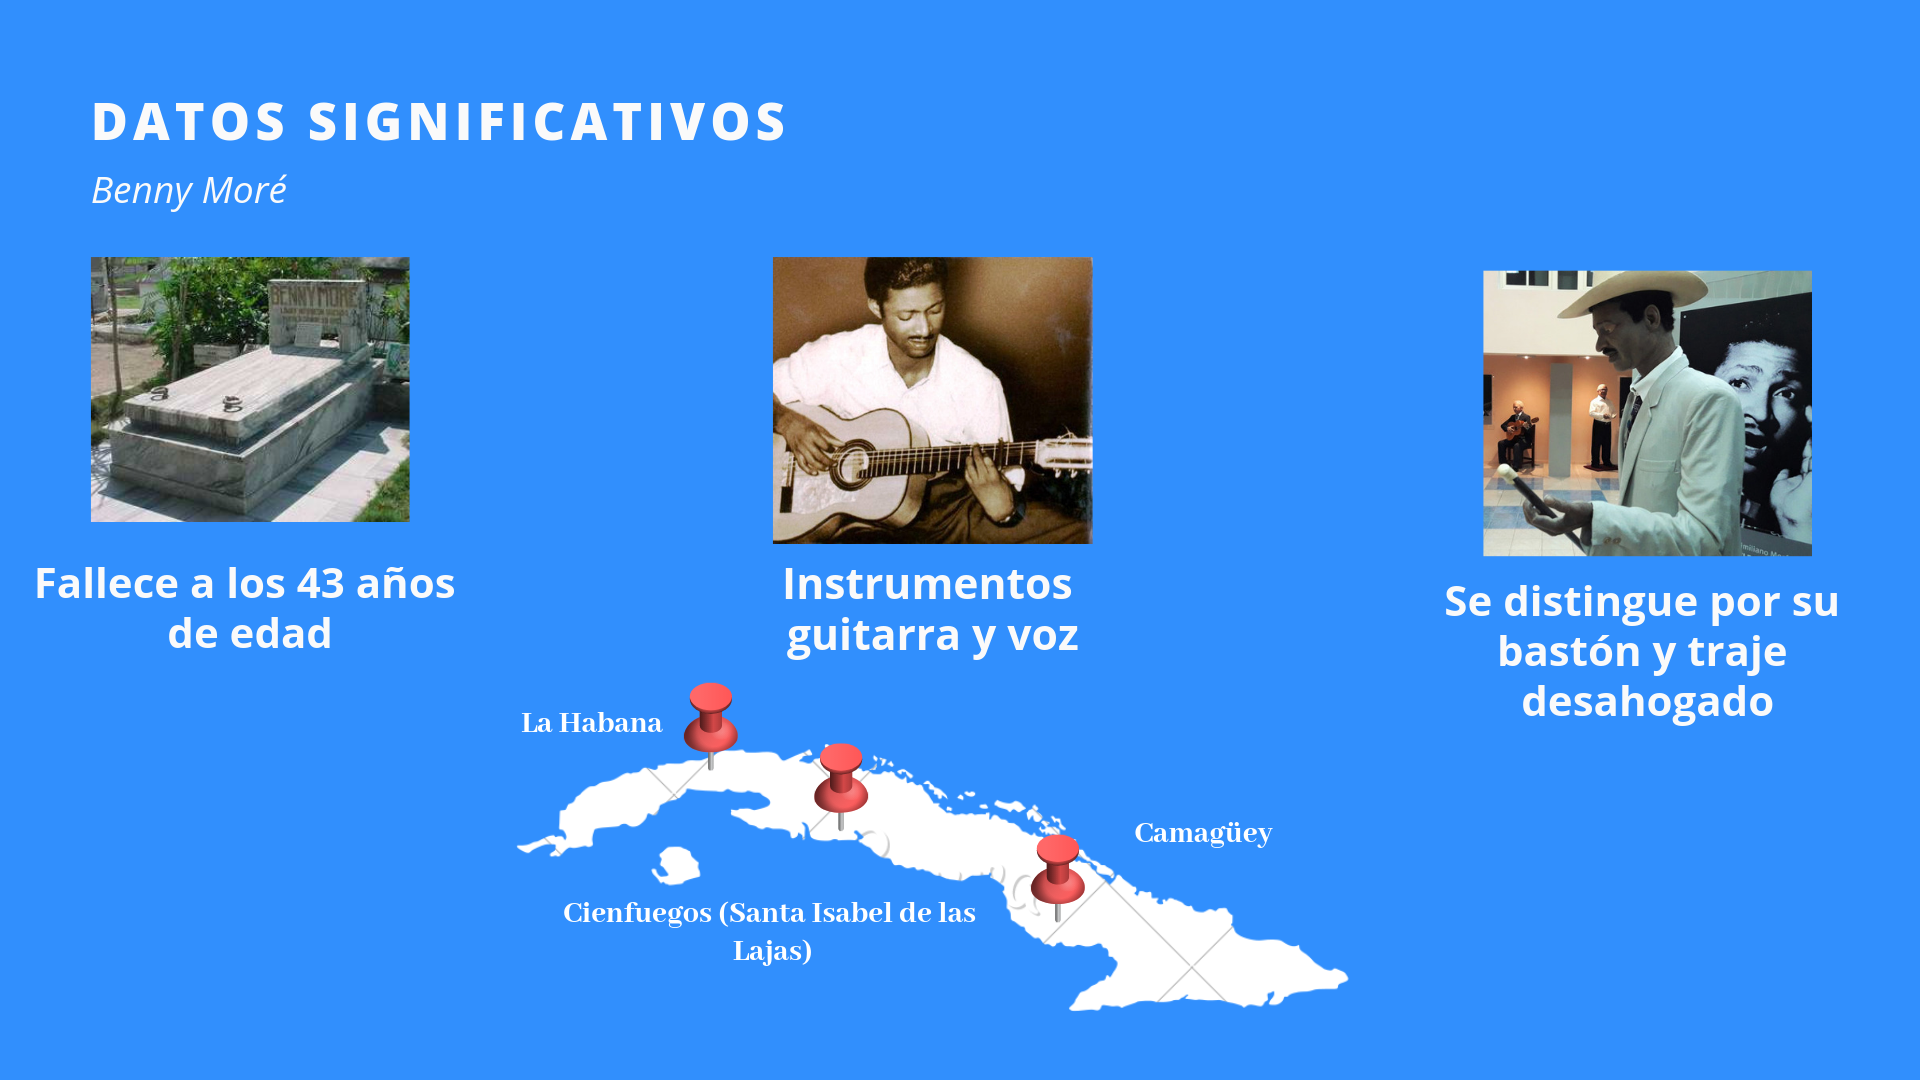 DATOS SIGNIFICATIVOS
Benny Moré
BENNY MORE
Fallece a los 43 años
de edad
Instrumentos
guitarra y voz
Se distingue por su
bastón y traje
desahogado
La Habana
Camagüey
Cienfuegos (Santa Isabel de las
Lajas)